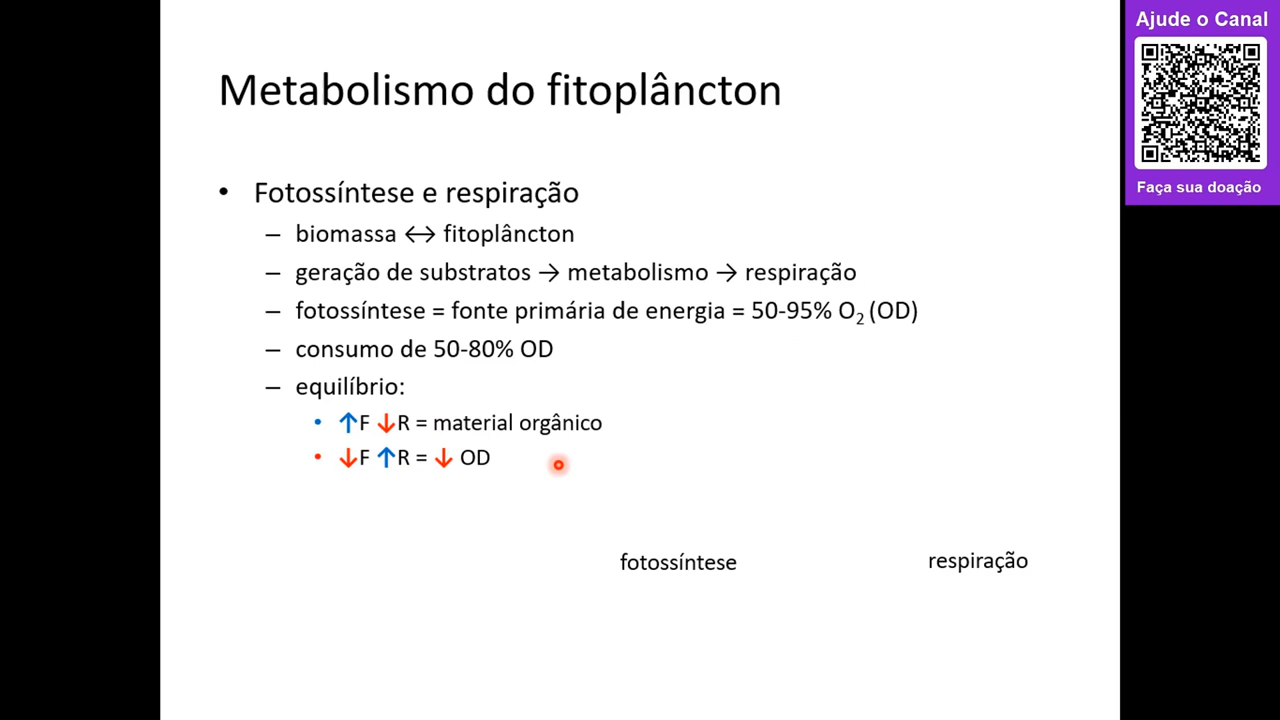 Ajude o Canal
Faça sua doação
Metabolismo do fitoplâncton
• Fotossíntese e respiração
– biomassa ↔ fitoplâncton
– geração de substratos → metabolismo → respiração
– fotossíntese = fonte primária de energia = 50-95% O₂ (OD)
– consumo de 50-80% OD
– equilíbrio:
• ↑F ↓R = material orgânico
• ↓F ↑R = ↓ OD
fotossíntese
respiração